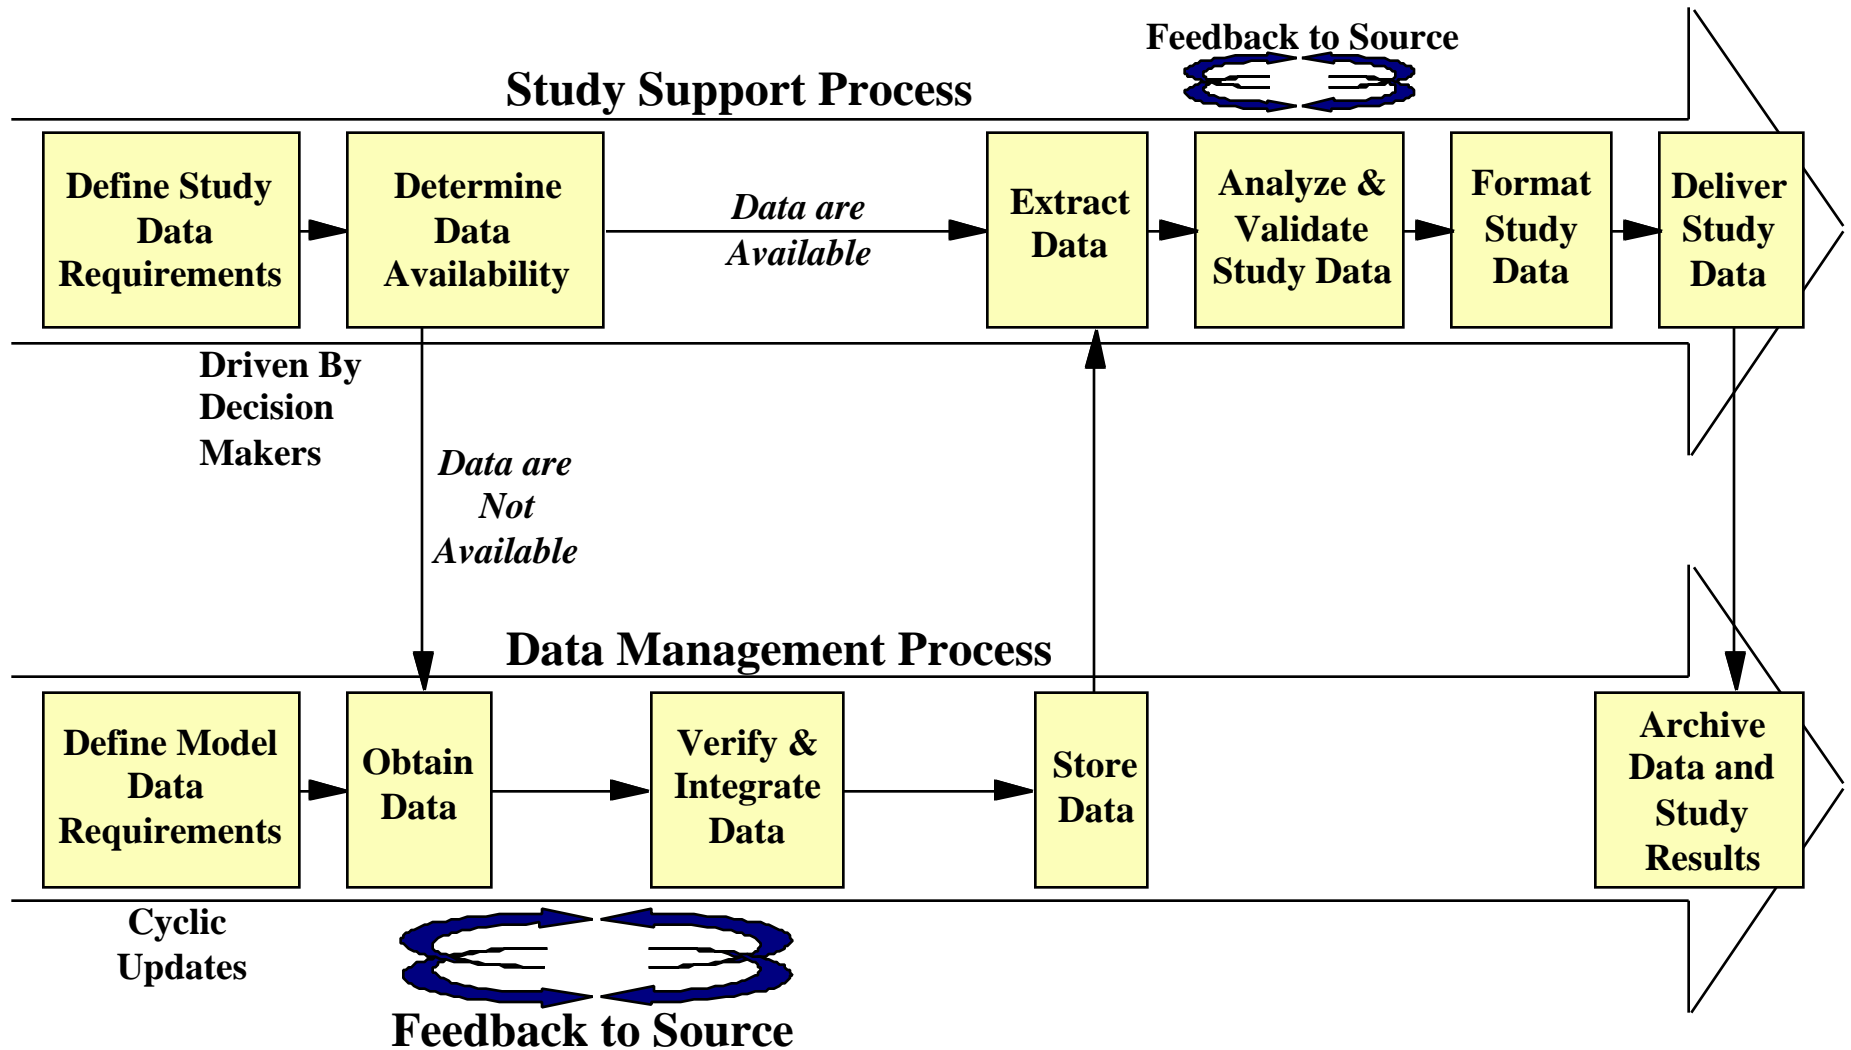 Feedback to Source
Study Support Process
Define Study
Data
Requirements
Determine
Data
Availability
Data are
Available
Extract
Data
Analyze &
Validate
Study Data
Format
Study
Data
Deliver
Study
Data
Driven By
Decision
Makers
Data are
Not
Available
Data Management Process
Define Model
Data
Requirements
Obtain
Data
Verify &
Integrate
Data
Store
Data
Archive
Data and
Study
Results
Cyclic
Updates
Feedback to Source